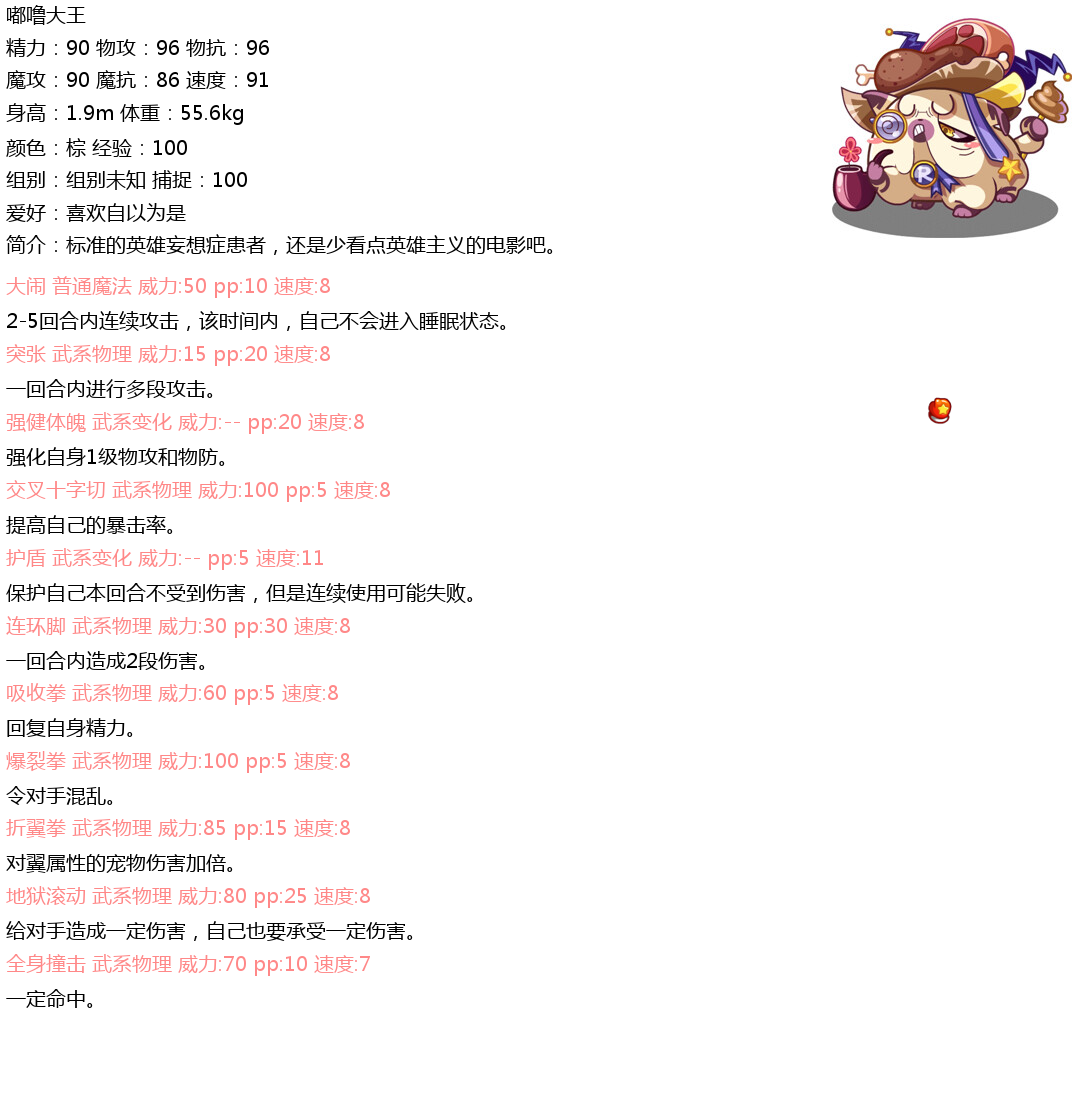 嘟噜大王
精力：90 物攻：96 物抗：96
魔攻：90 魔抗：86 速度：91
身高：1.9m 体重：55.6kg
颜色：棕 经验：100
组别：组别未知 捕捉：100
爱好：喜欢自以为是
简介：标准的英雄妄想症患者，还是少看点英雄主义的电影吧。
大闹 普通魔法 威力:50 pp:10 速度:8
2-5回合内连续攻击，该时间内，自己不会进入睡眠状态。
突张 武系物理 威力:15 pp:20 速度:8
一回合内进行多段攻击。
强健体魄 武系变化 威力:-- pp:20 速度:8
强化自身1级物攻和物防。
交叉十字切 武系物理 威力:100 pp:5 速度:8
提高自己的暴击率。
护盾 武系变化 威力:-- pp:5 速度:11
保护自己本回合不受到伤害，但是连续使用可能失败。
连环脚 武系物理 威力:30 pp:30 速度:8
一回合内造成2段伤害。
吸收拳 武系物理 威力:60 pp:5 速度:8
回复自身精力。
爆裂拳 武系物理 威力:100 pp:5 速度:8
令对手混乱。
折翼拳 武系物理 威力:85 pp:15 速度:8
对翼属性的宠物伤害加倍。
地狱滚动 武系物理 威力:80 pp:25 速度:8
给对手造成一定伤害，自己也要承受一定伤害。
全身撞击 武系物理 威力:70 pp:10 速度:7
一定命中。
R